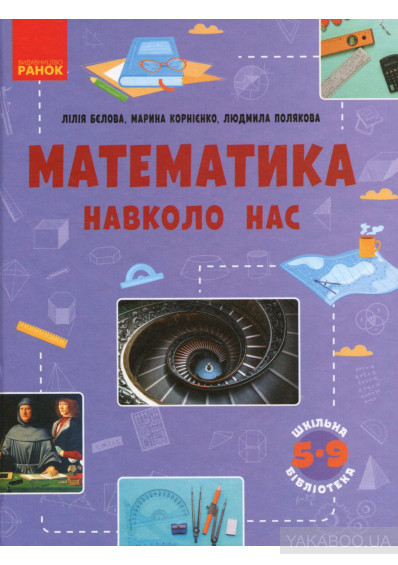 ВИДАВНИЦТВО
РАНОК
ЛІЛІЯ БЄЛОВА, МАРИНА КОРНІЄНКО, ЛЮДМИЛА ПОЛЯКОВА
МАТЕМАТИКА
НАВКОЛО НАС
ШКІЛЬНА
5-9
БІБЛІОТЕКА
YAKABOO.UA